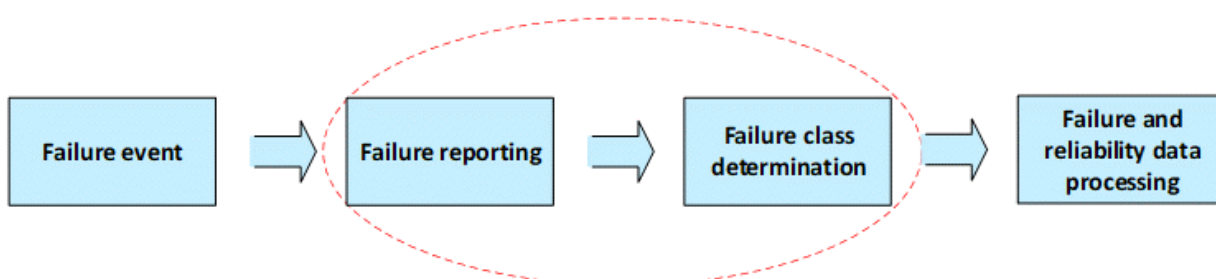 Failure event
Failure reporting
Failure class
determination
Failure and
reliability data
processing